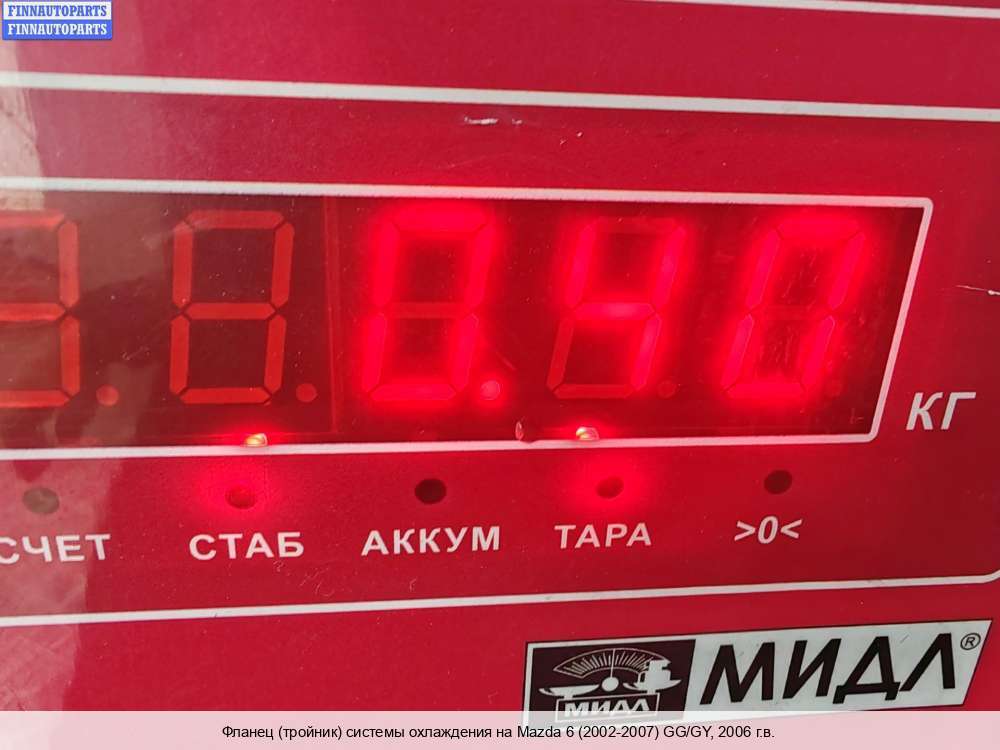 FINNAUTOPARTS
FINNAUTOPARTS
0.40
КГ
СЧЕТ СТАБ АККУМ ТАРА >0<
МИДЛ МИДЛ®
Фланец (тройник) системы охлаждения на Mazda 6 (2002-2007) GG/GY, 2006 г.в.